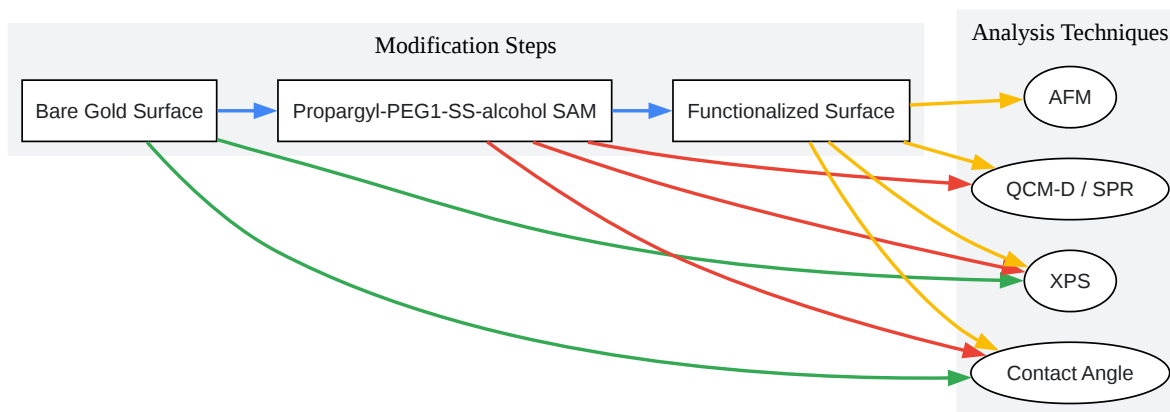 Modification Steps
Analysis Techniques
Bare Gold Surface
Propargyl-PEG1-SS-alcohol SAM
Functionalized Surface
AFM
QCM-D / SPR
XPS
Contact Angle